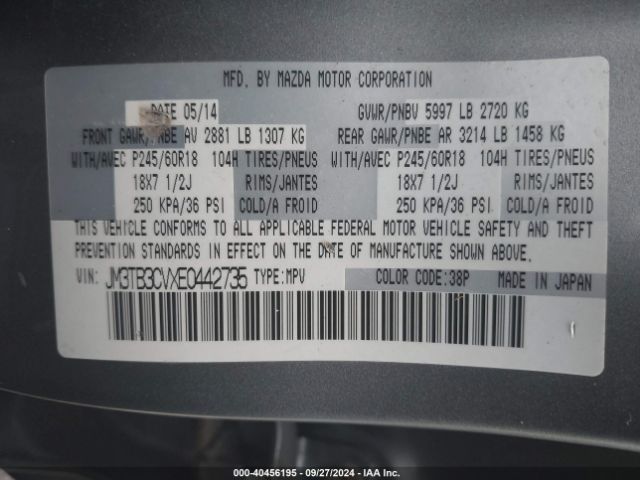 MFD. BY MAZDA MOTOR CORPORATION
DATE 05/14 GVWR/PNBV 5997 LB 2720 KG
FRONT GAWR/PNBE AV 2881 LB 1307 KG REAR GAWR/PNBE AR 3214 LB 1458 KG
WITH/AVEC P245/60R18 104H TIRES/PNEUS WITH/AVEC P245/60R18 104H TIRES/PNEUS
18X7 1/2J RIMS/JANTES 18X7 1/2J RIMS/JANTES
250 KPA/36 PSI COLD/A FROID 250 KPA/36 PSI COLD/A FROID
THIS VEHICLE CONFORMS TO ALL APPLICABLE FEDERAL MOTOR VEHICLE SAFETY AND THEFT
PREVENTION STANDARDS IN EFFECT ON THE DATE OF MANUFACTURE SHOWN ABOVE.
VIN: JM3TB3CVXE0442735 TYPE:MPV COLOR CODE:38P MADE IN JAPAN
000-40456195 - 09/27/2024 - IAA Inc.